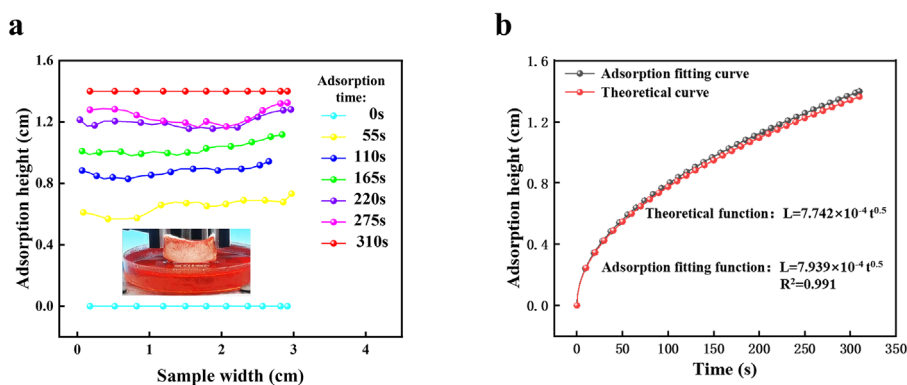 a
Adsorption height (cm)
1.6
1.2
0.8
0.4
0.0
0
1
2
3
4
Sample width (cm)
Adsorption
time:
0s
55s
110s
165s
220s
275s
310s
b
Adsorption height (cm)
1.6
1.2
0.8
0.4
0.0
0
50
100
150
200
250
300
350
Time (s)
Adsorption fitting curve
Theoretical curve
Theoretical function: L=7.742×10⁻⁴ t⁰·⁵
Adsorption fitting function: L=7.939×10⁻⁴ t⁰·⁵
R²=0.991